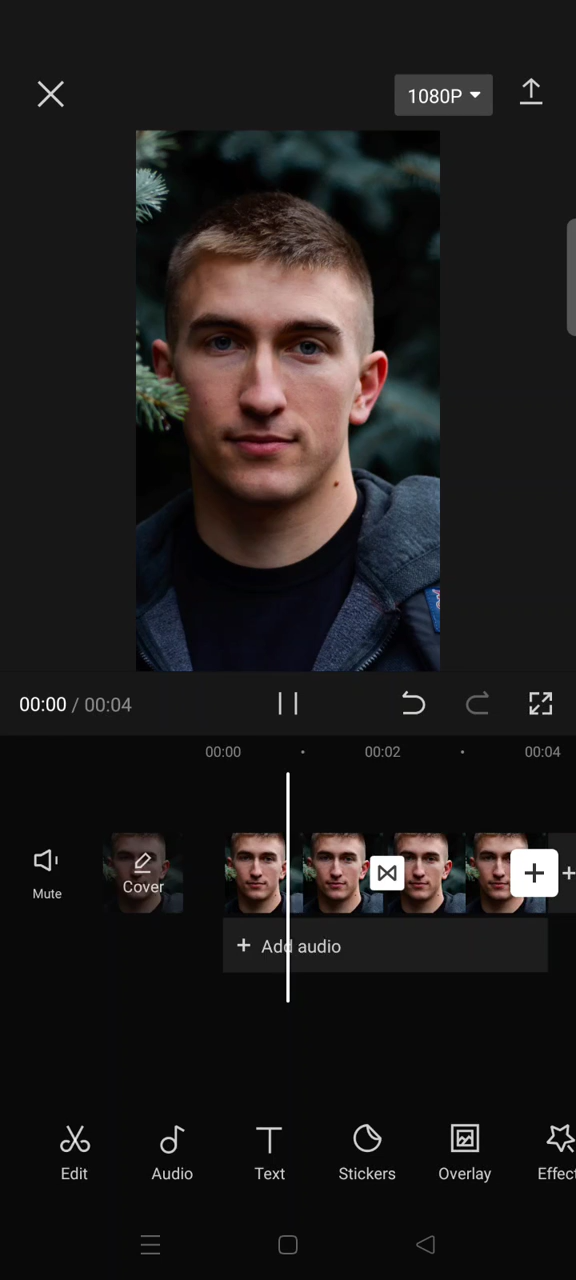 1080P
00:00 / 00:04
00:00 00:02 00:04
Mute
Cover
+ Add audio
Edit Audio Text Stickers Overlay Effect